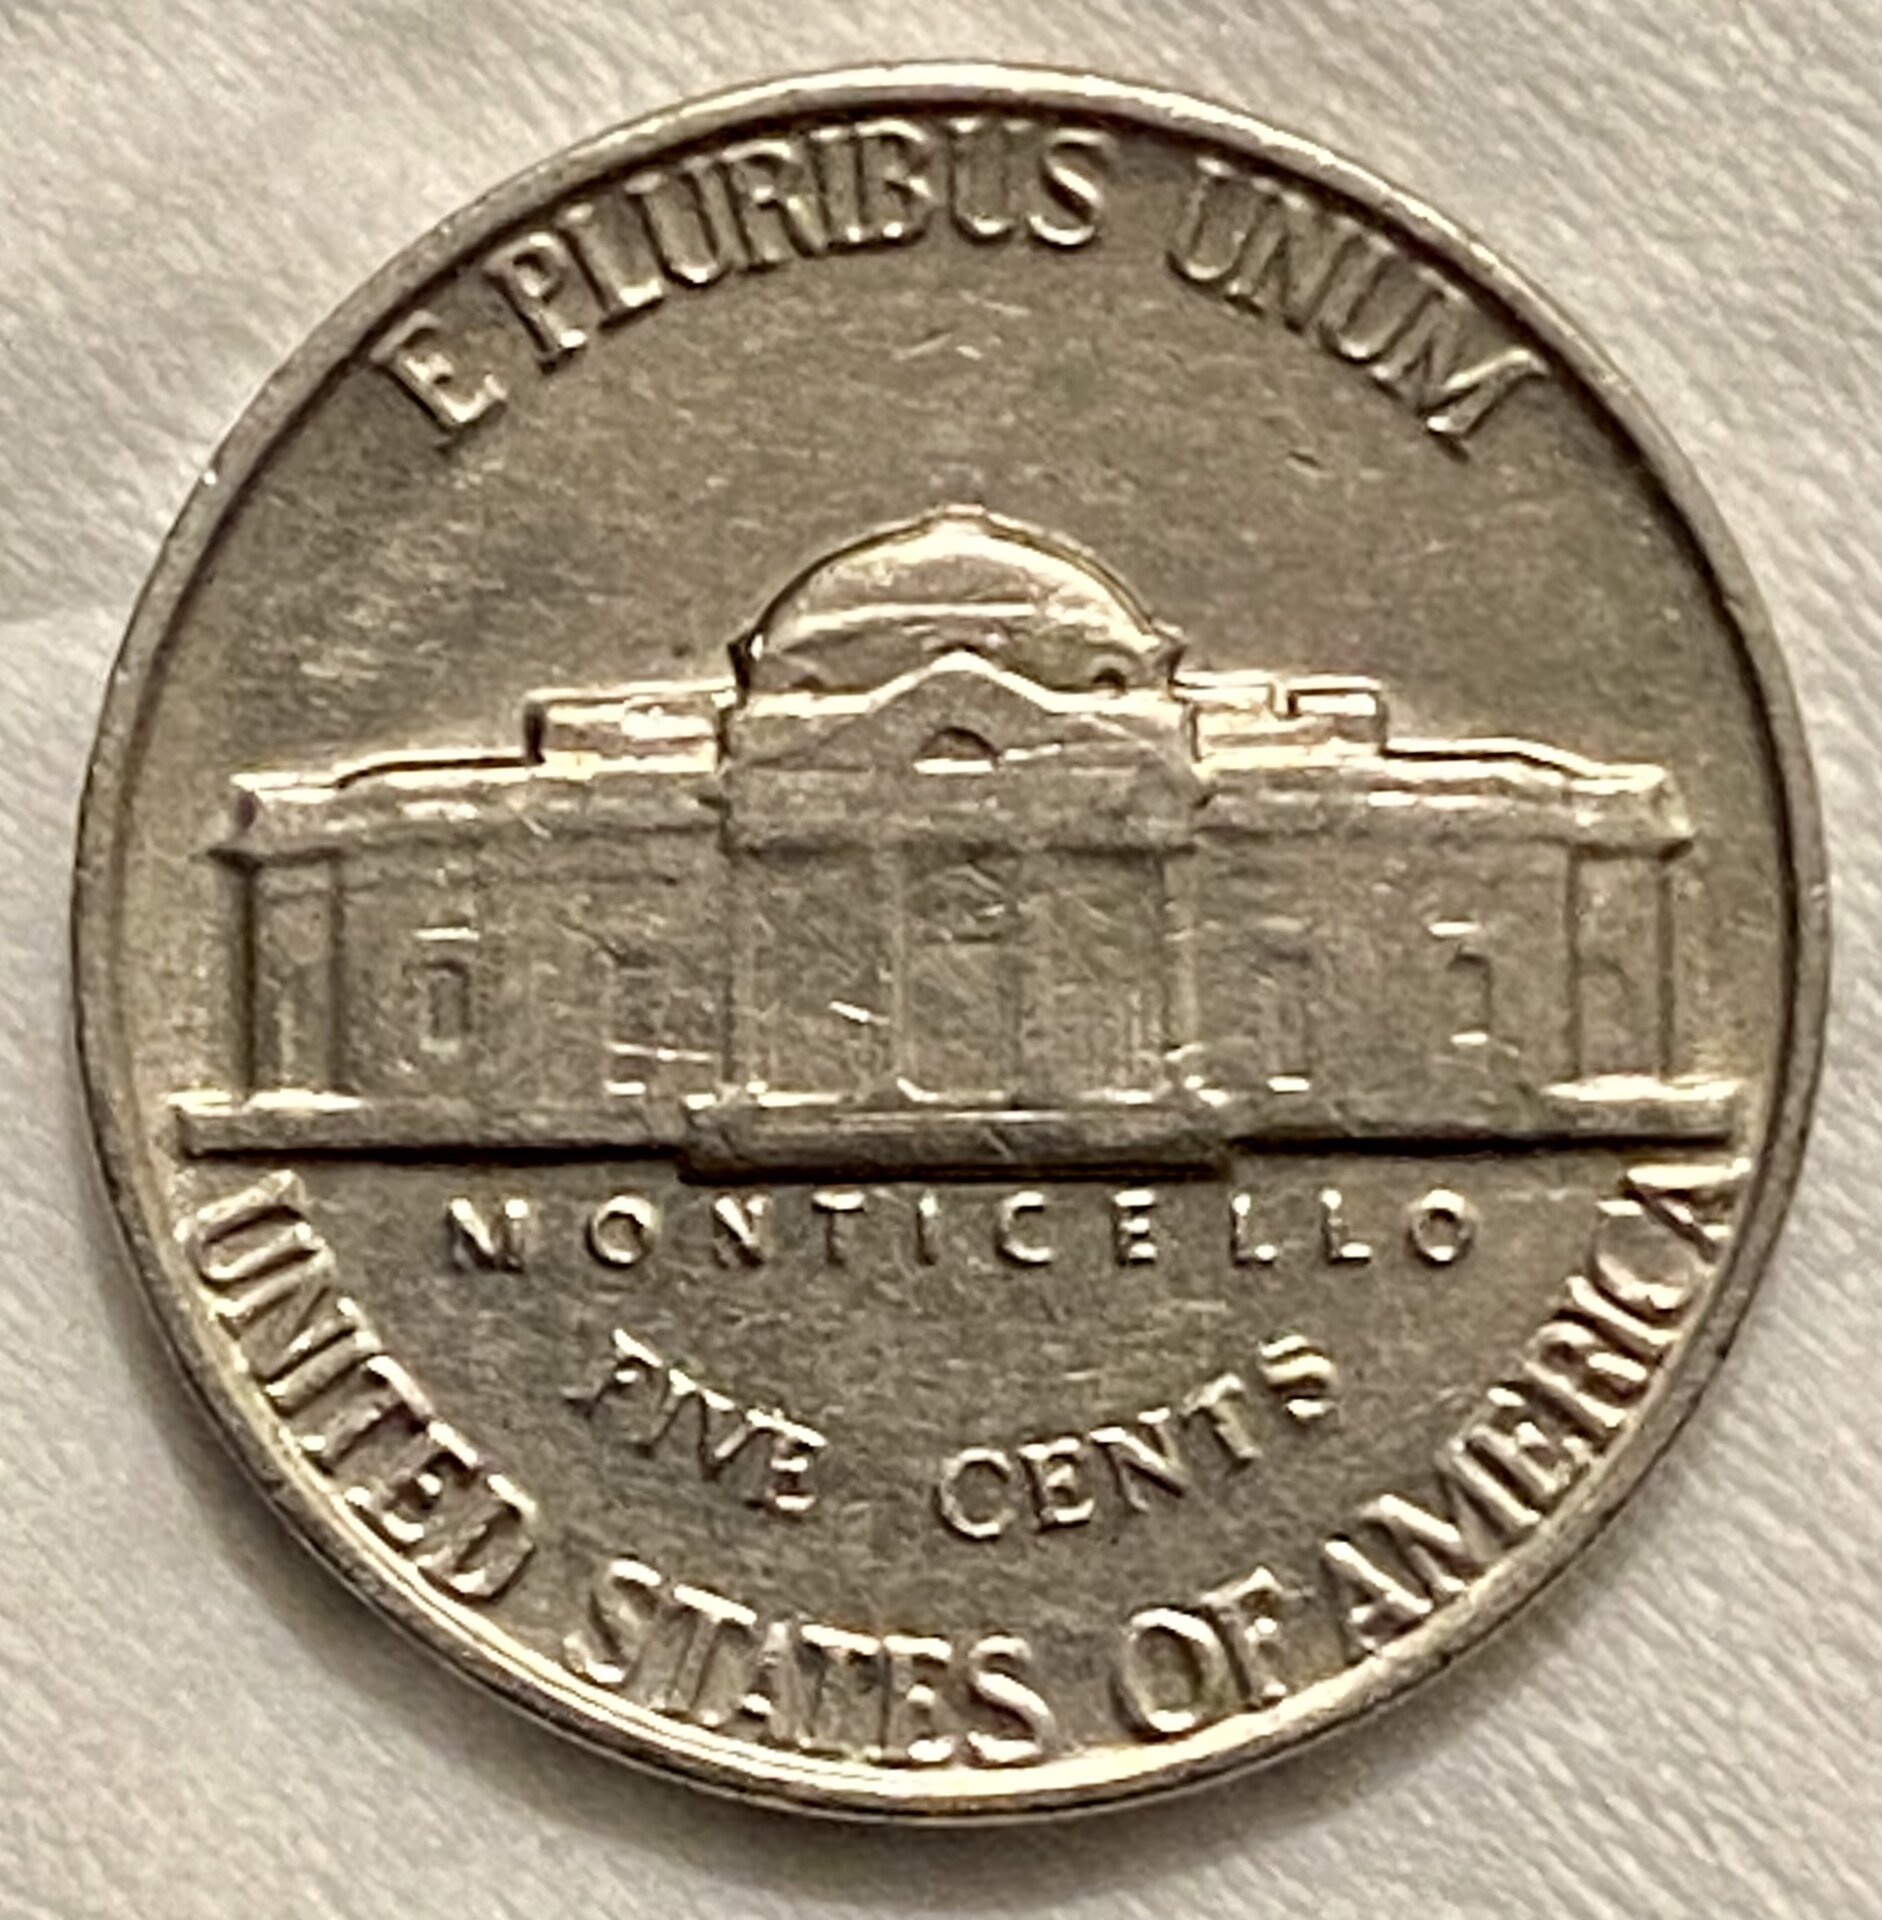 E PLURIBUS UNUM
MONTICELLO
FIVE CENTS
UNITED STATES OF AMERICA